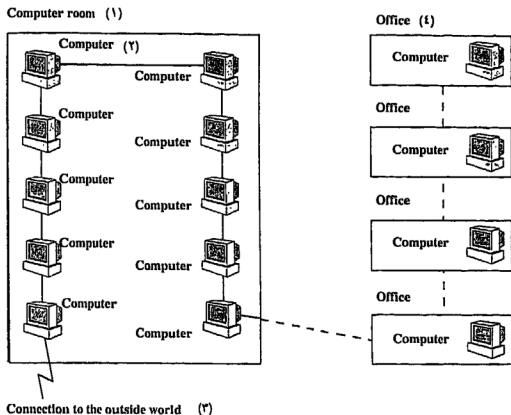 Computer room (١)
Computer (٢)
Computer
Computer
Computer
Computer
Computer
Computer
Computer
Computer
Computer
Connection to the outside world (٣)
Office (٤)
Computer
Office
Computer
Office
Computer
Office
Computer